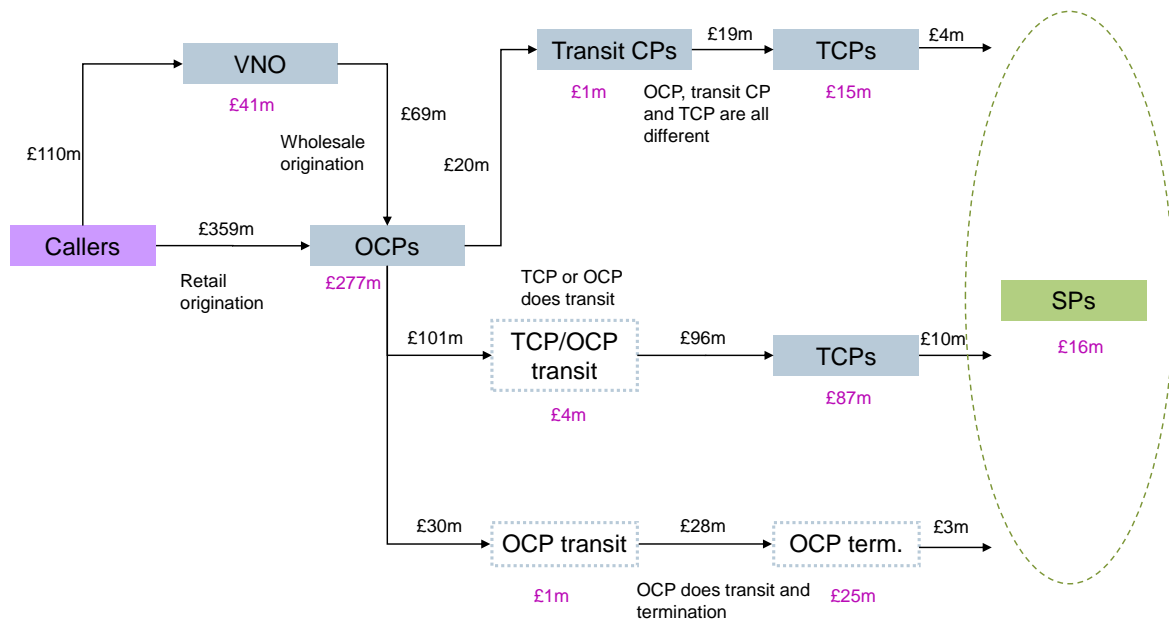 £19m
£4m
Transit CPs
TCPs
VNO
£41m
£1m
OCP, transit CP
and TCP are all
different
£15m
£69m
Wholesale
origination
£110m
£20m
£359m
Callers
OCPs
Retail
origination
£277m
TCP or OCP
does transit
SPs
£16m
£101m
TCP/OCP
transit
£96m
TCPs
£10m
£4m
£87m
£30m
£28m
£3m
OCP transit
OCP term.
£1m
OCP does transit and
termination
£25m